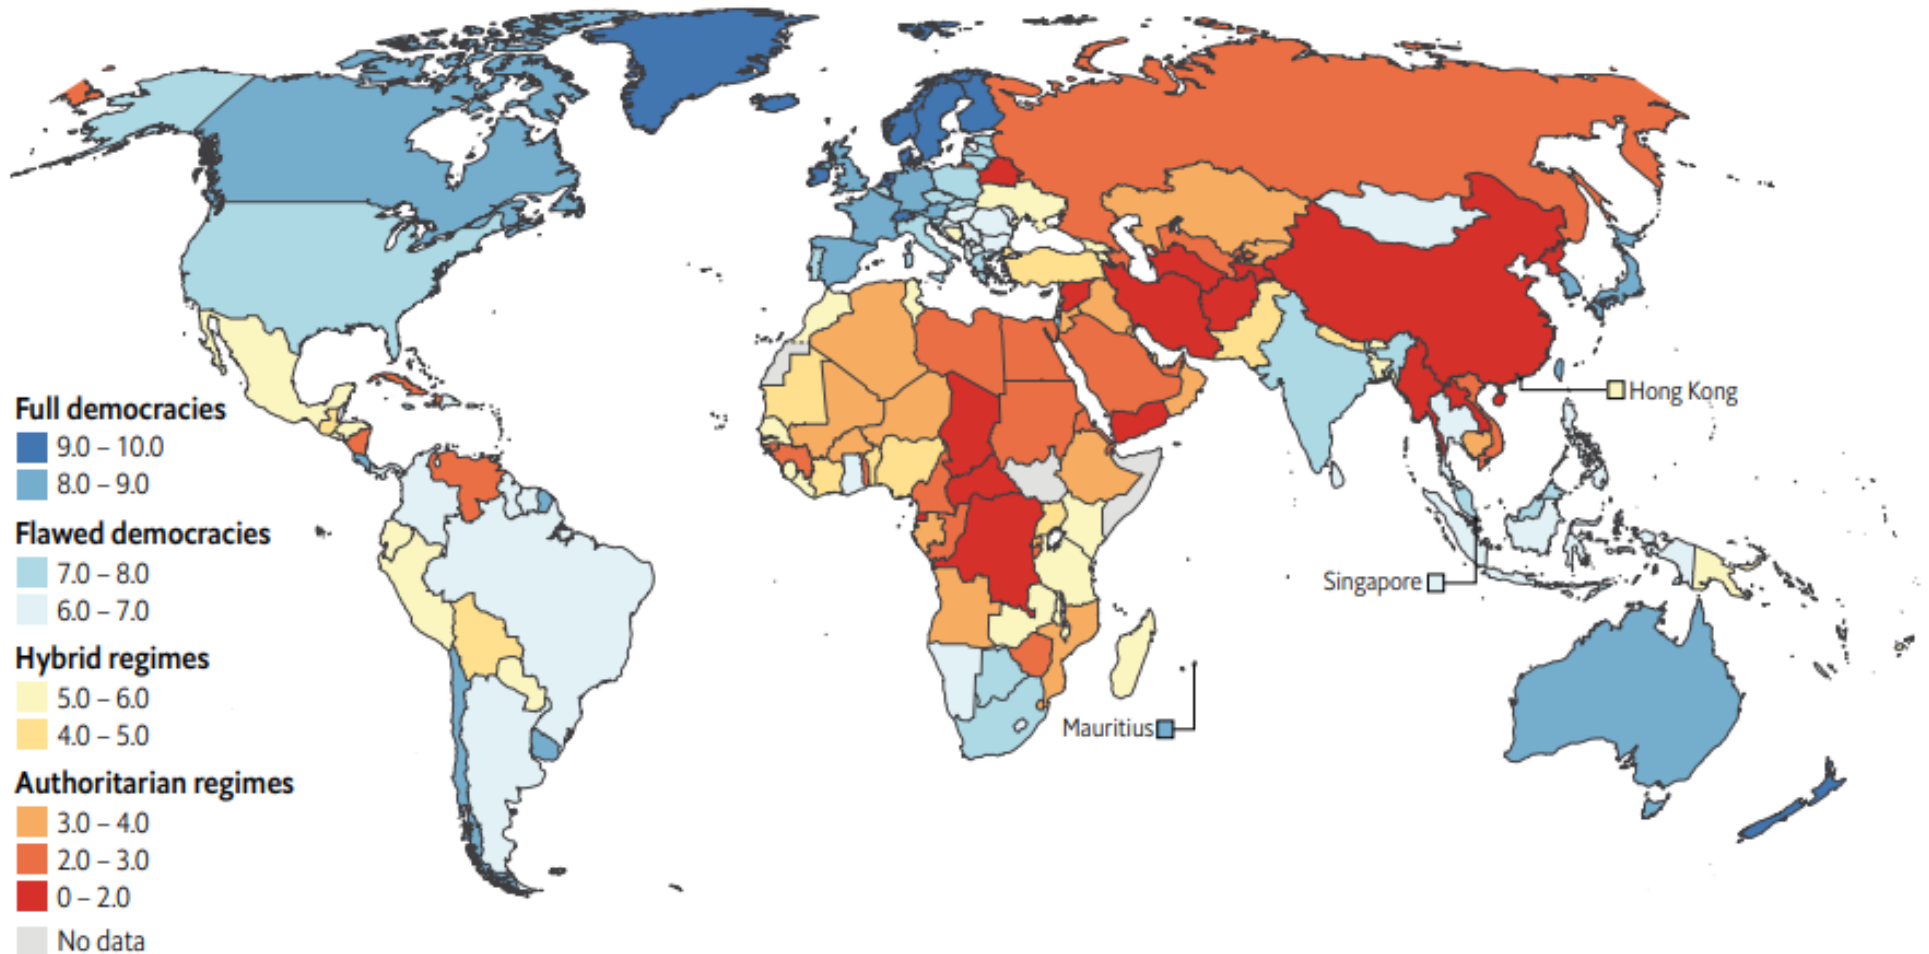 Full democracies
9.0 – 10.0
8.0 – 9.0
Flawed democracies
7.0 – 8.0
6.0 – 7.0
Hybrid regimes
5.0 – 6.0
4.0 – 5.0
Authoritarian regimes
3.0 – 4.0
2.0 – 3.0
0 – 2.0
No data
Hong Kong
Singapore
Mauritius